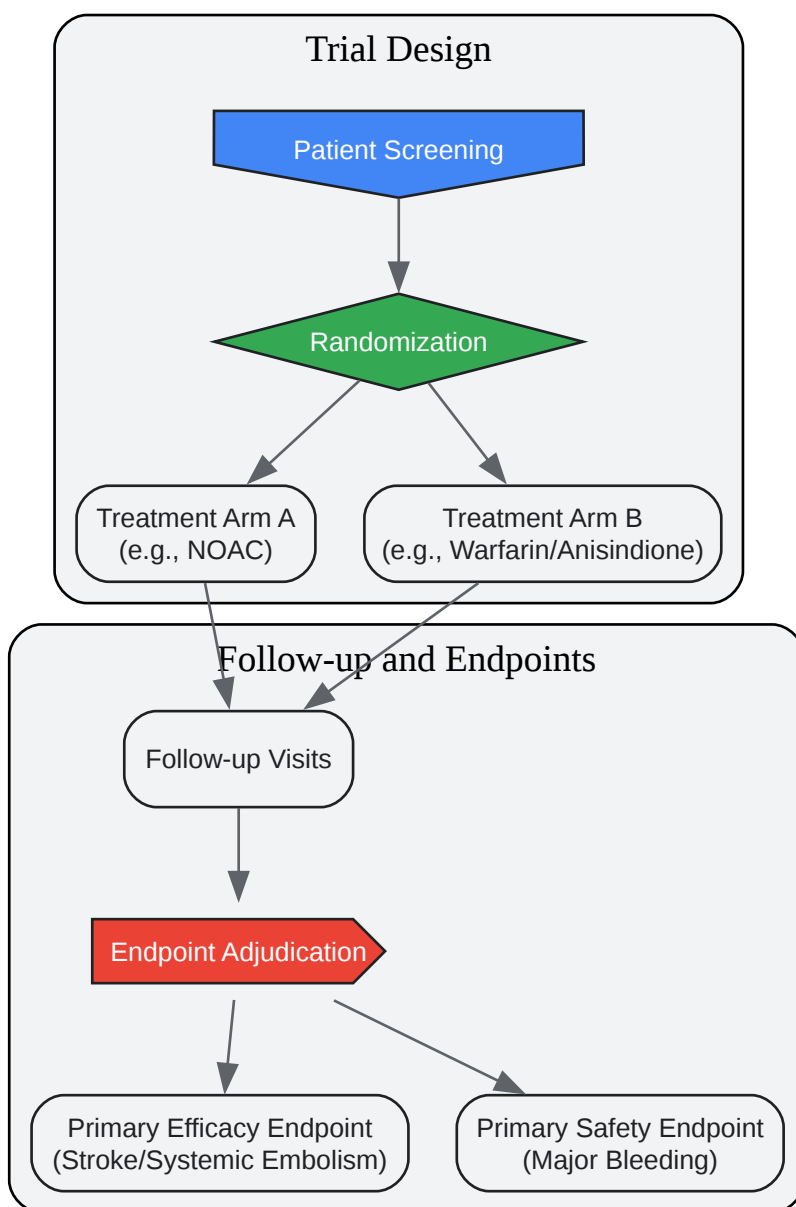 Trial Design
Patient Screening
Randomization
Treatment Arm A
(e.g., NOAC)
Treatment Arm B
(e.g., Warfarin/Anisindione)
Follow-up and Endpoints
Follow-up Visits
Endpoint Adjudication
Primary Efficacy Endpoint
(Stroke/Systemic Embolism)
Primary Safety Endpoint
(Major Bleeding)